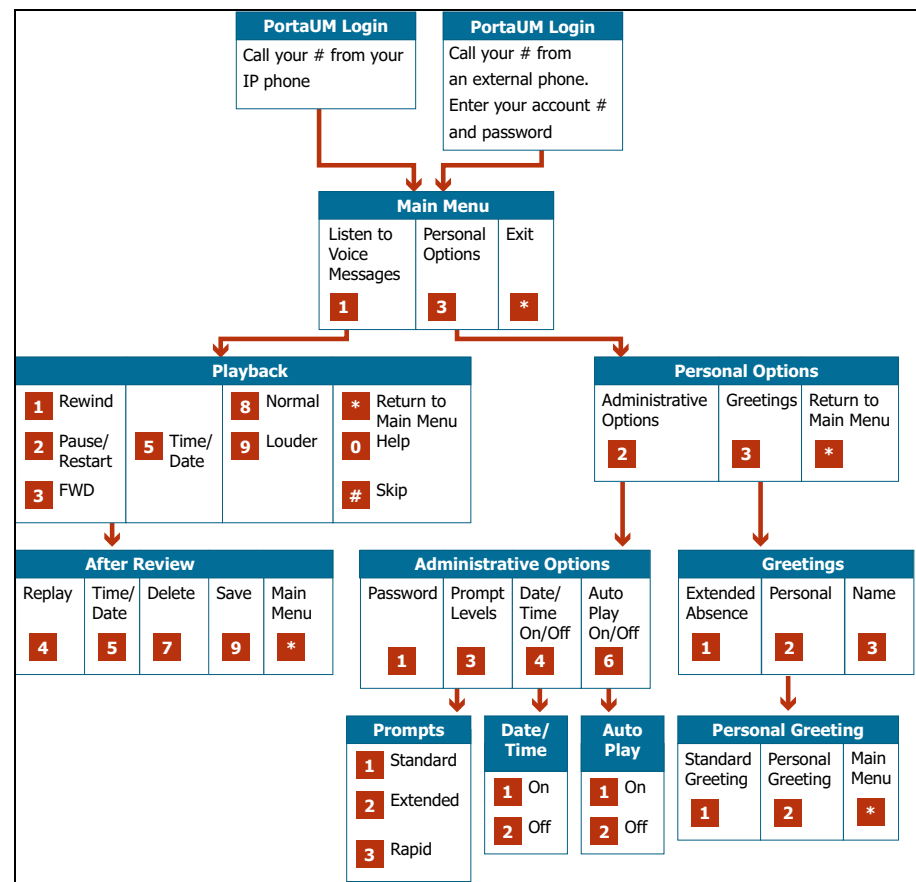 PortaUM Login
Call your # from your
IP phone
PortaUM Login
Call your # from
an external phone.
Enter your account #
and password
Main Menu
Listen to
Voice
Messages
1
Personal
Options
3
Exit
*
Playback
1 Rewind
2 Pause/
Restart
3 FWD
5 Time/
Date
8 Normal
9 Louder
* Return to
Main Menu
0 Help
# Skip
Personal Options
Administrative
Options
2
Greetings
3
Return to
Main Menu
*
After Review
Replay
4
Time/
Date
5
Delete
7
Save
9
Main
Menu
*
Administrative Options
Password
1
Prompt
Levels
3
Date/
Time
On/Off
4
Auto
Play
On/Off
6
Greetings
Extended
Absence
1
Personal
2
Name
3
Prompts
1 Standard
2 Extended
3 Rapid
Date/
Time
1 On
2 Off
Auto
Play
1 On
2 Off
Personal Greeting
Standard
Greeting
1
Personal
Greeting
2
Main
Menu
*